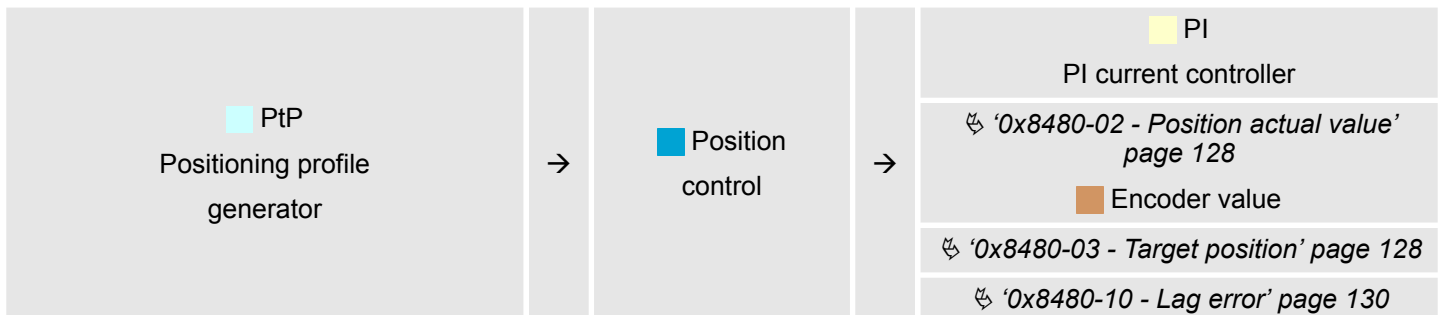 PtP
Positioning profile
generator
→
Position
control
→
PI
PI current controller
↳ ‘0x8480-02 - Position actual value’
page 128
Encoder value
↳ ‘0x8480-03 - Target position’ page 128
↳ ‘0x8480-10 - Lag error’ page 130